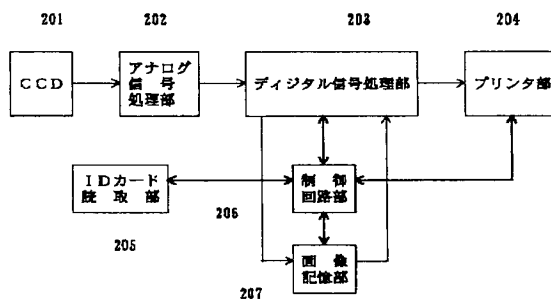 201
202
203
204
CCD
アナログ
信号
処理部
ディジタル信号処理部
プリンタ部
IDカード
読取部
制御
回路部
206
205
画像
記憶部
207